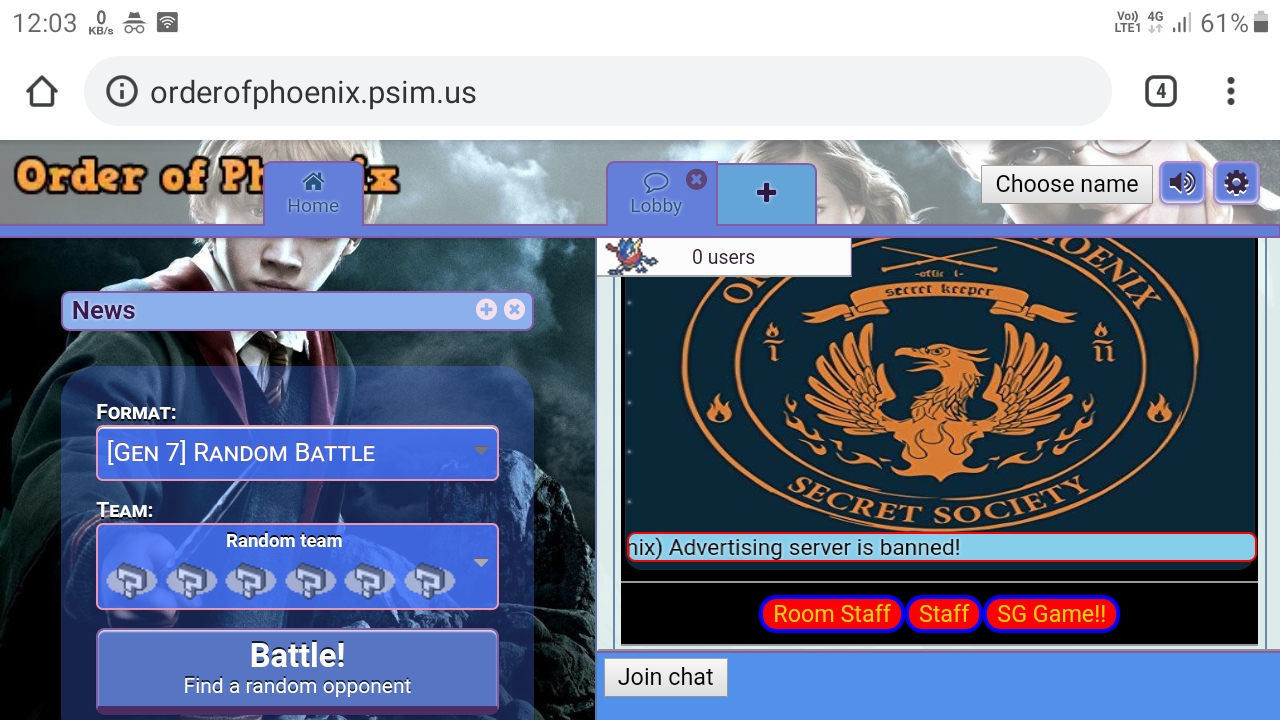 12:03 0 KB/s Vo)) LTE1 4G 61%
orderofphoenix.psim.us 4
Order of Ph ix
Home
Lobby
+
Choose name
0 users
News
FORMAT:
[GEN 7] RANDOM BATTLE
TEAM:
Random team
? ? ? ? ? ?
Battle!
Find a random opponent
OENIX
secret keeper
SECRET SOCIETY
nix) Advertising server is banned!
Room Staff Staff SG Game!!
Join chat